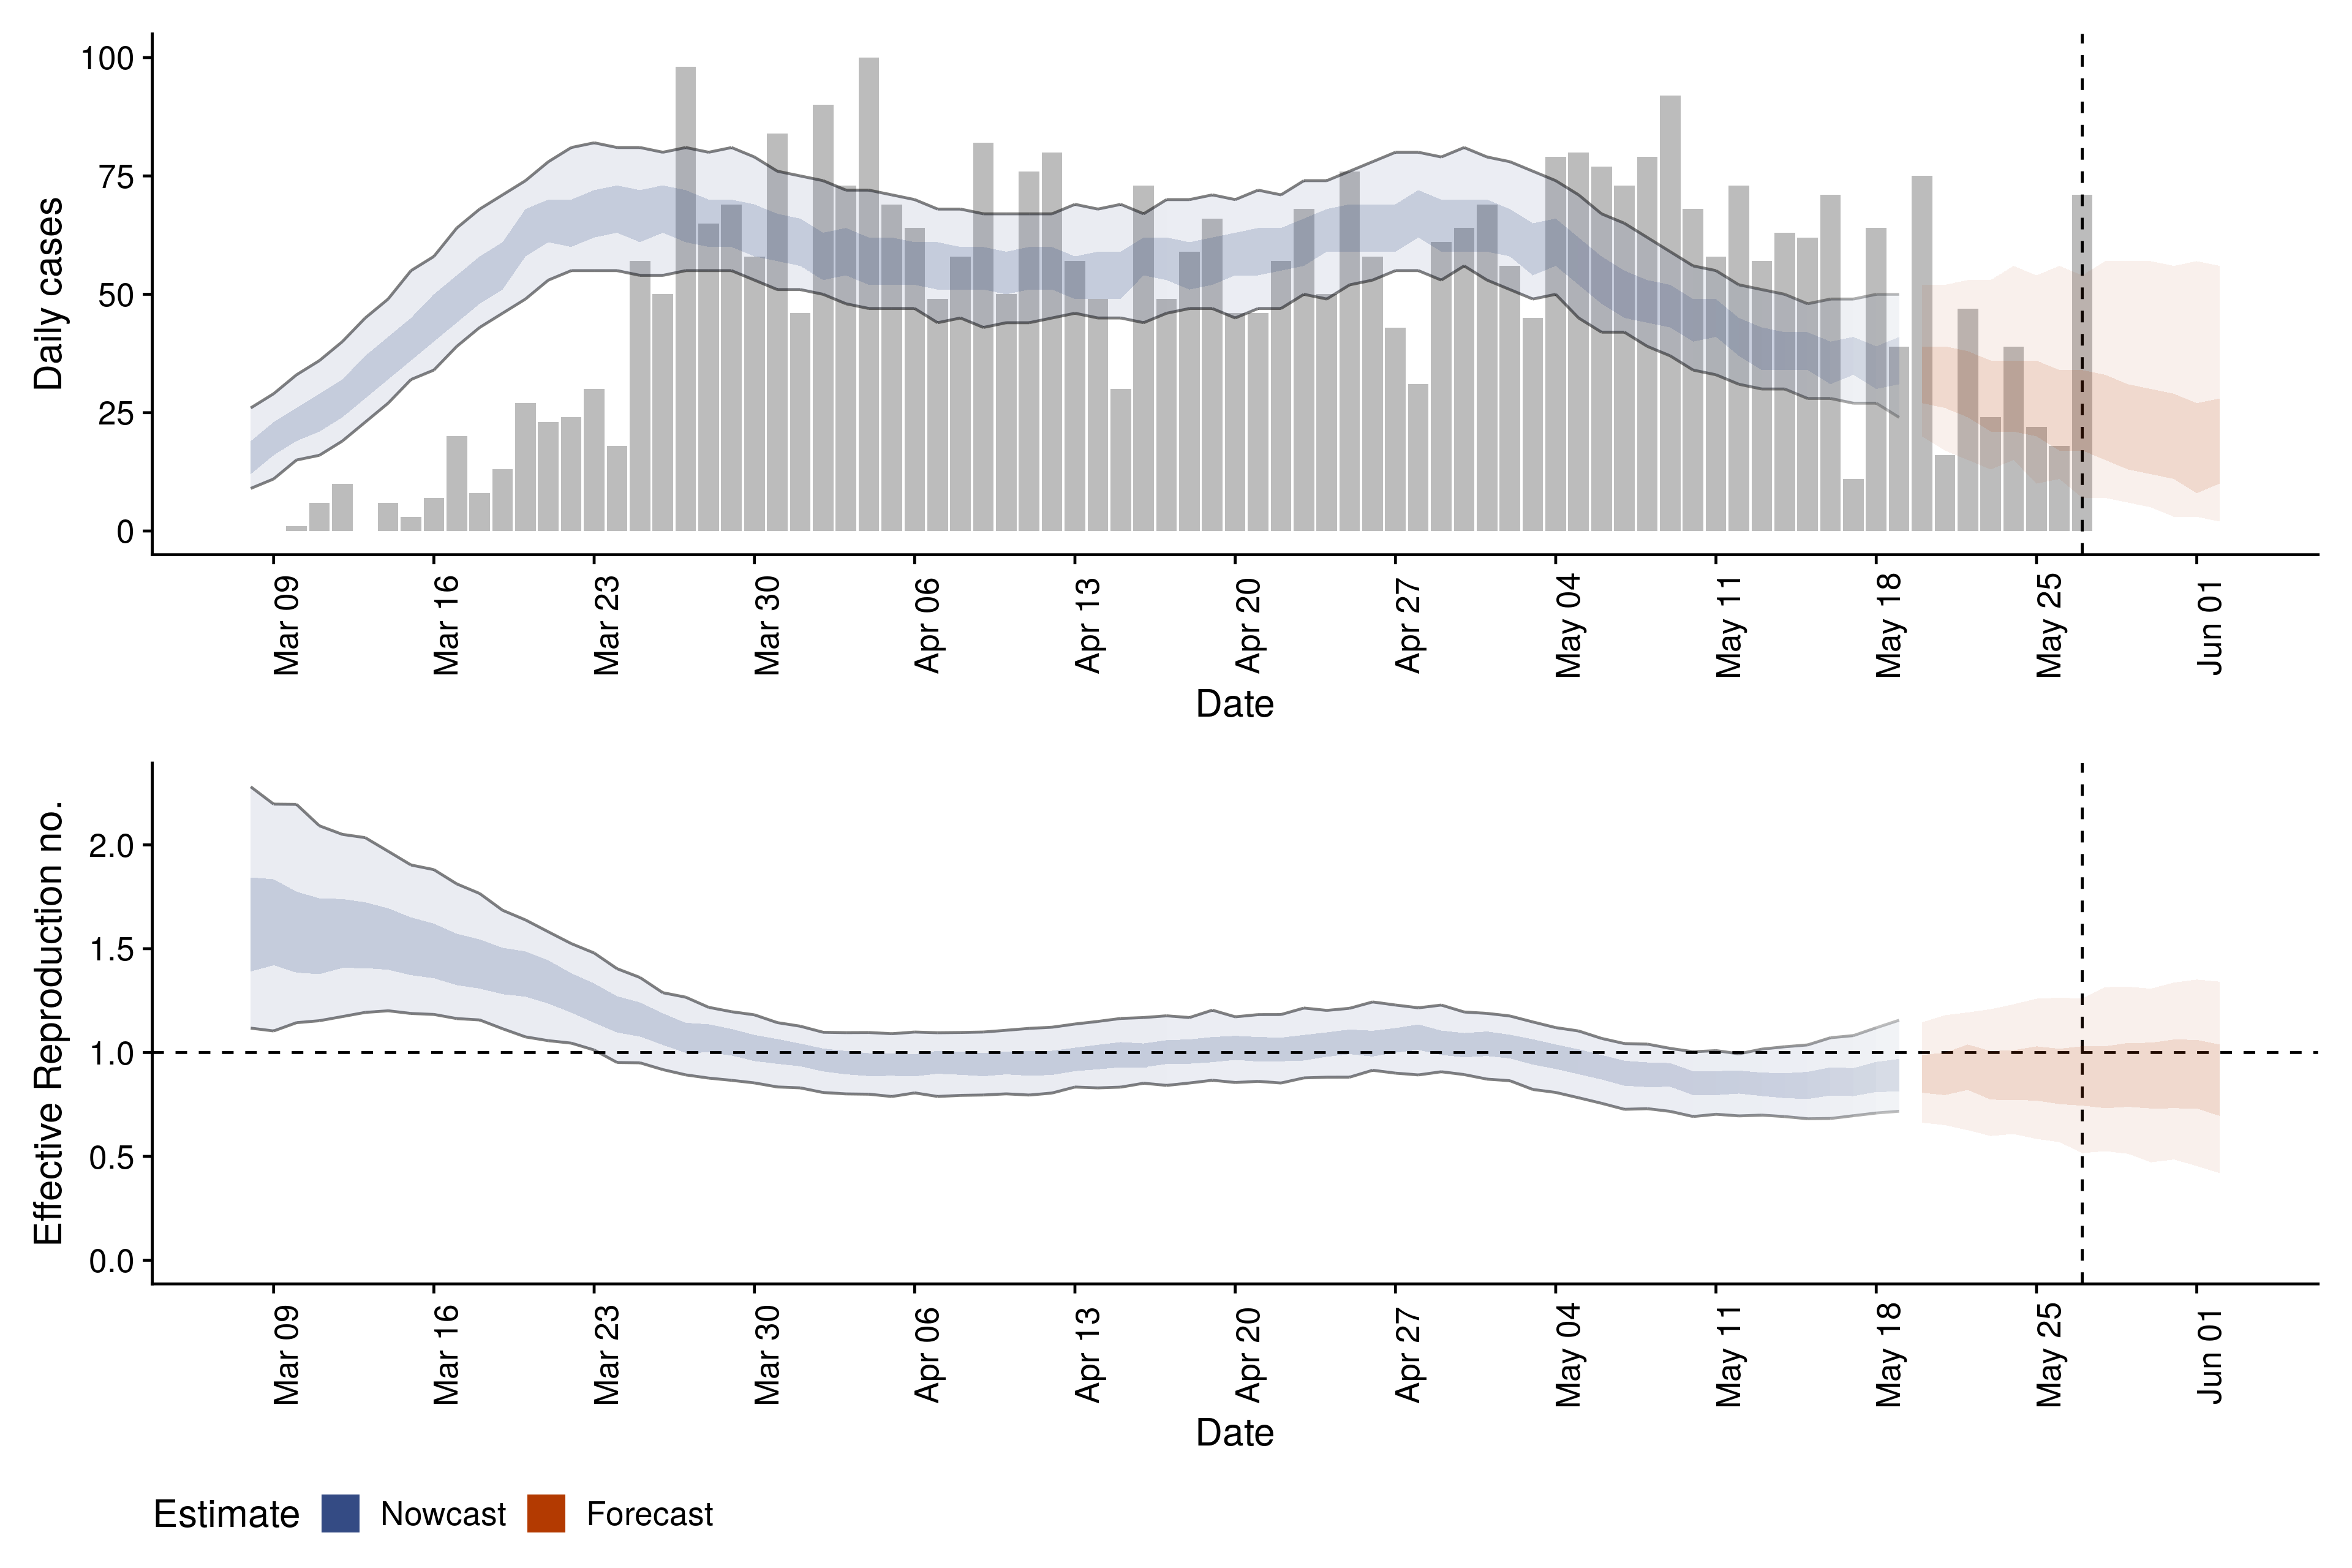 Daily cases
100
75
50
25
0
Mar 09 Mar 16 Mar 23 Mar 30 Apr 06 Apr 13 Apr 20 Apr 27 May 04 May 11 May 18 May 25 Jun 01
Date
Effective Reproduction no.
2.0
1.5
1.0
0.5
0.0
Mar 09 Mar 16 Mar 23 Mar 30 Apr 06 Apr 13 Apr 20 Apr 27 May 04 May 11 May 18 May 25 Jun 01
Date
Estimate Nowcast Forecast